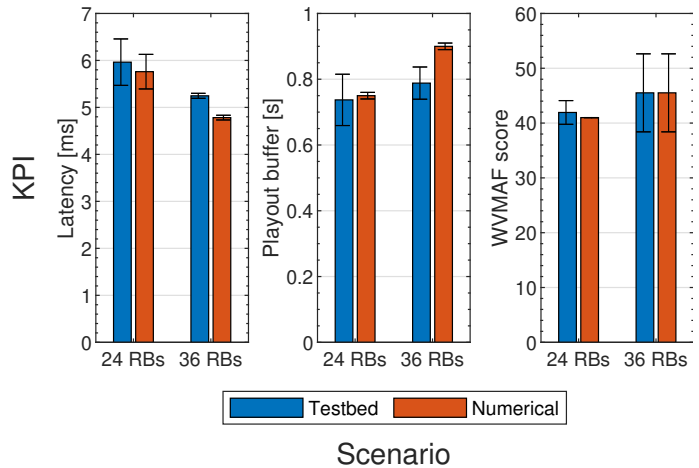 KPI
Latency [ms]
7
6
5
4
3
2
1
0
24 RBs 36 RBs
Playout buffer [s]
1
0.8
0.6
0.4
0.2
0
24 RBs 36 RBs
WVMAF score
60
50
40
30
20
10
0
24 RBs 36 RBs
Testbed Numerical
Scenario